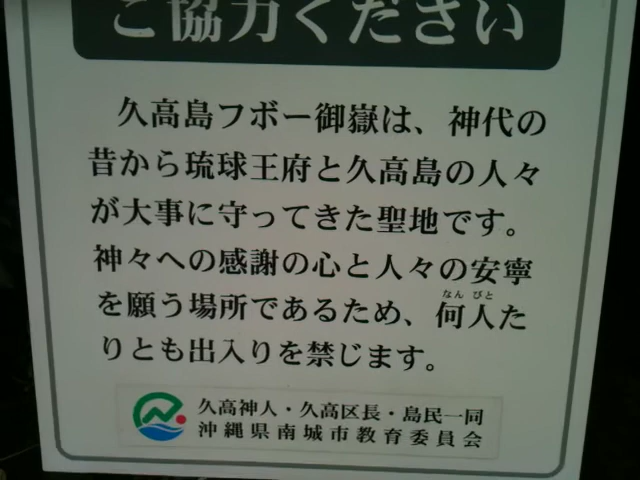 ご協力ください
久高島フボー御嶽は、神代の
昔から琉球王府と久高島の人々
が大事に守ってきた聖地です。
神々への感謝の心と人々の安寧
を願う場所であるため、何人た
なん びと
りとも出入りを禁じます。
久高神人・久高区長・島民一同
沖縄県南城市教育委員会